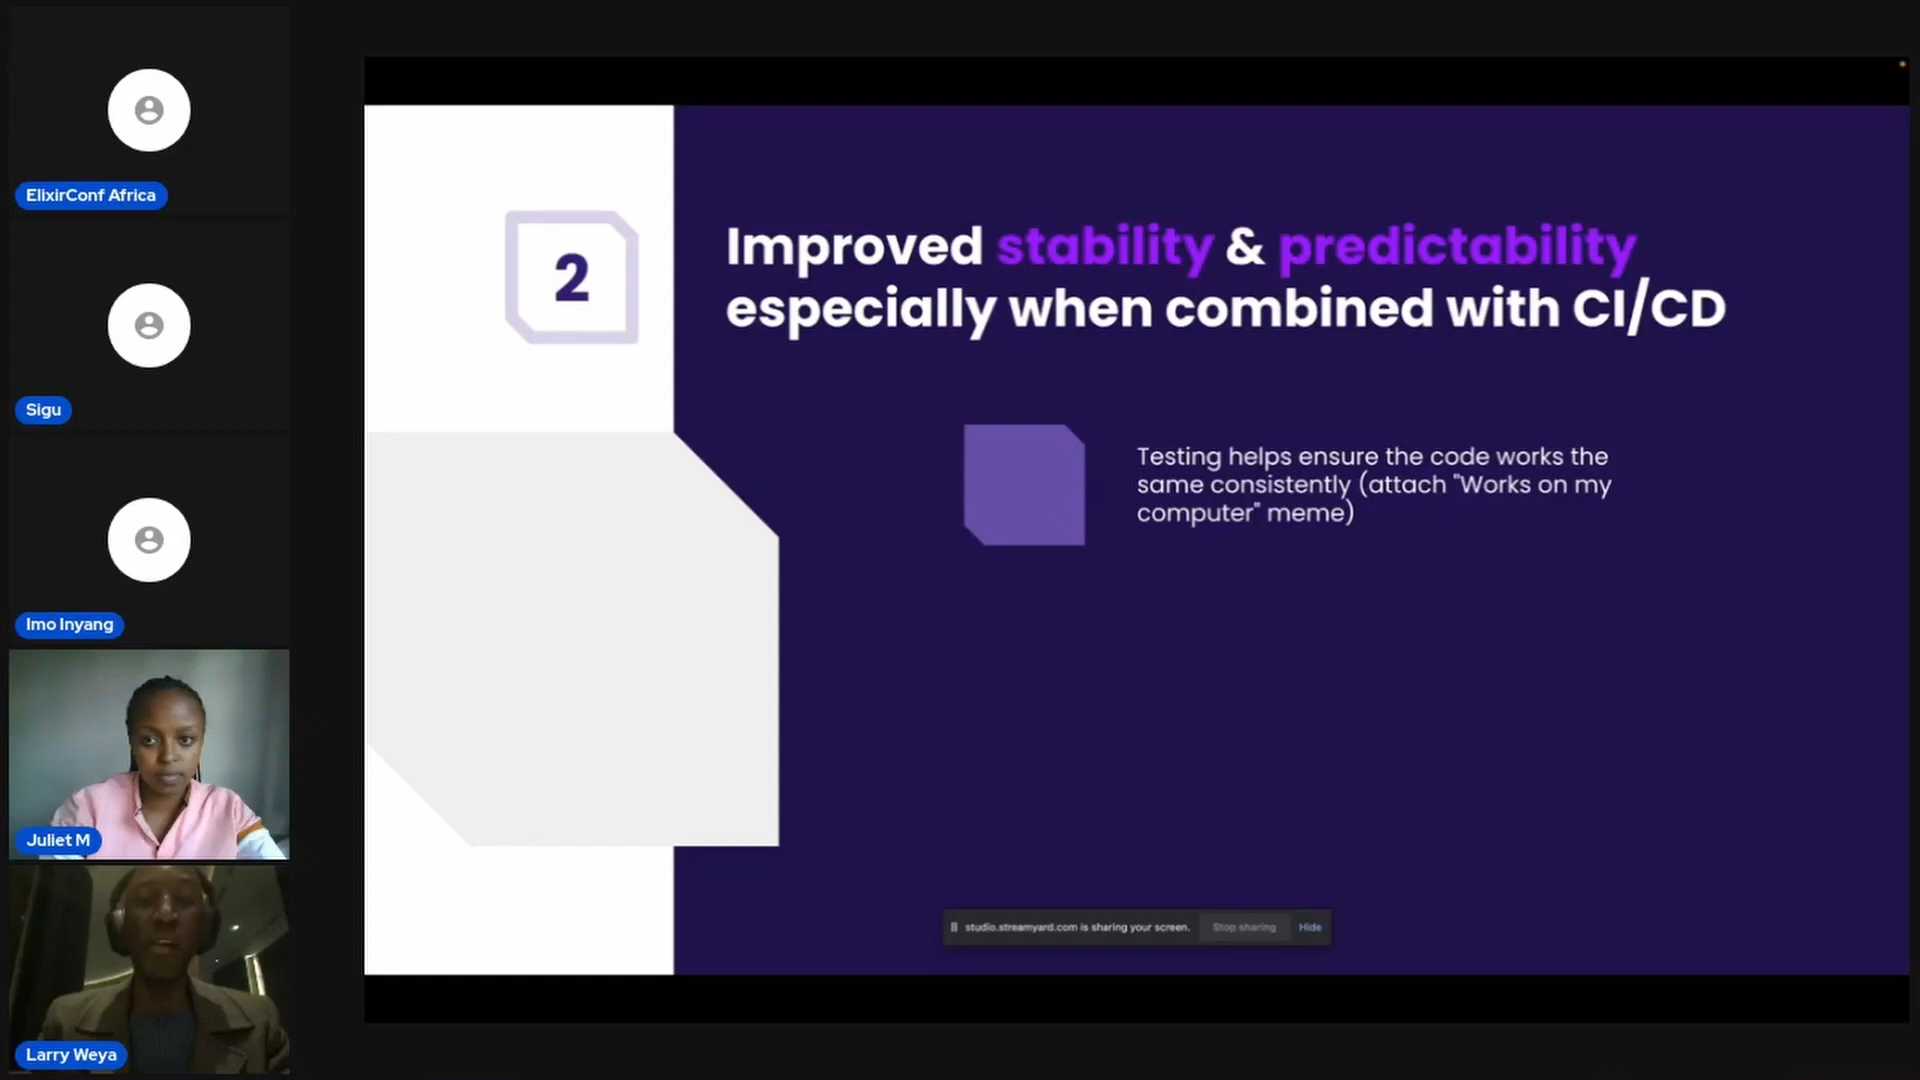 ElixirConf Africa
Sigu
Imo Inyang
Juliet M
Larry Weya
2
Improved stability & predictability
especially when combined with CI/CD
Testing helps ensure the code works the
same consistently (attach "Works on my
computer" meme)
studio.streamyard.com is sharing your screen.
Stop sharing
Hide